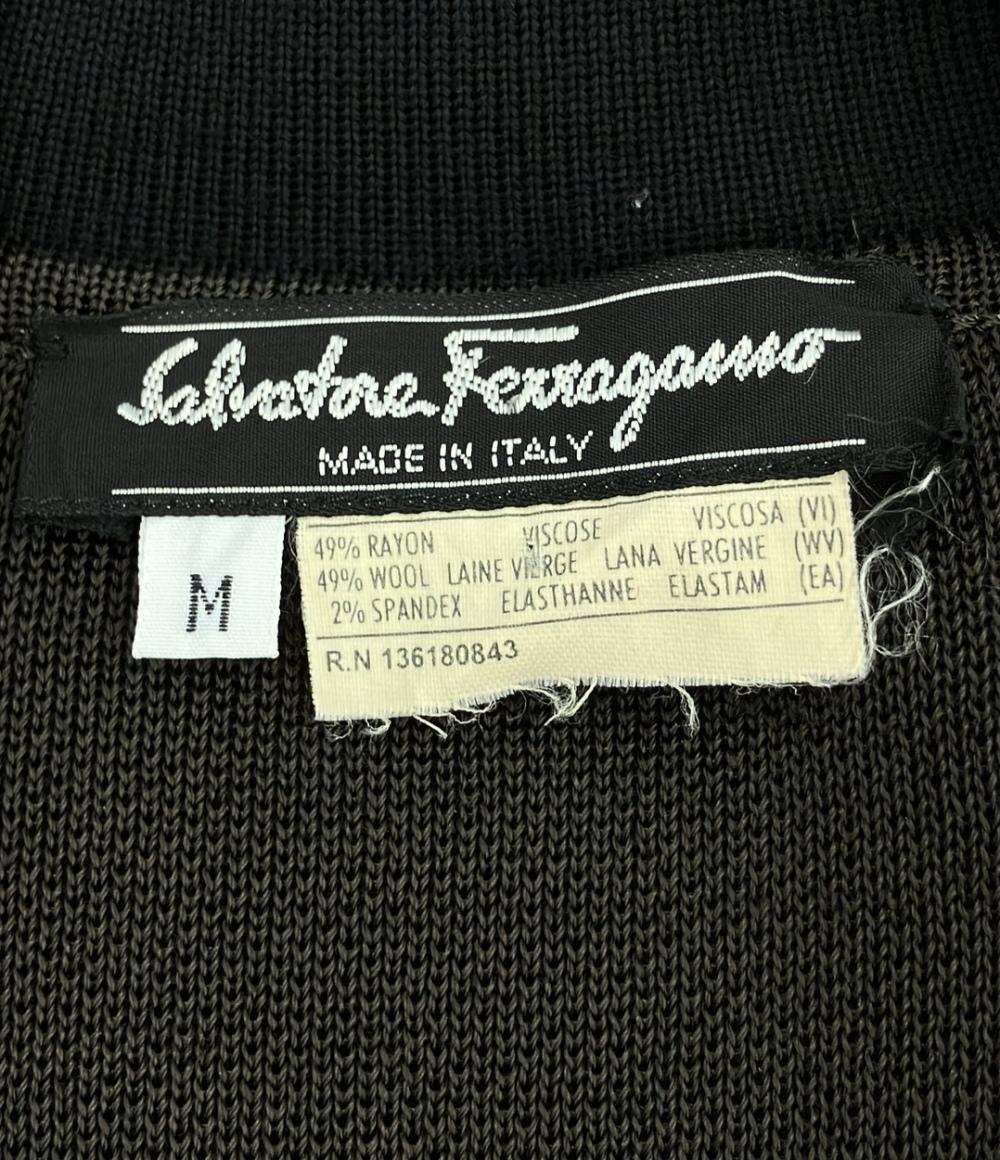 Salvatore Ferragamo
MADE IN ITALY
M
49% RAYON VISCOSE VISCOSA (VI)
49% WOOL LAINE VIERGE LANA VERGINE (WV)
2% SPANDEX ELASTHANNE ELASTAM (EA)
R.N 136180843